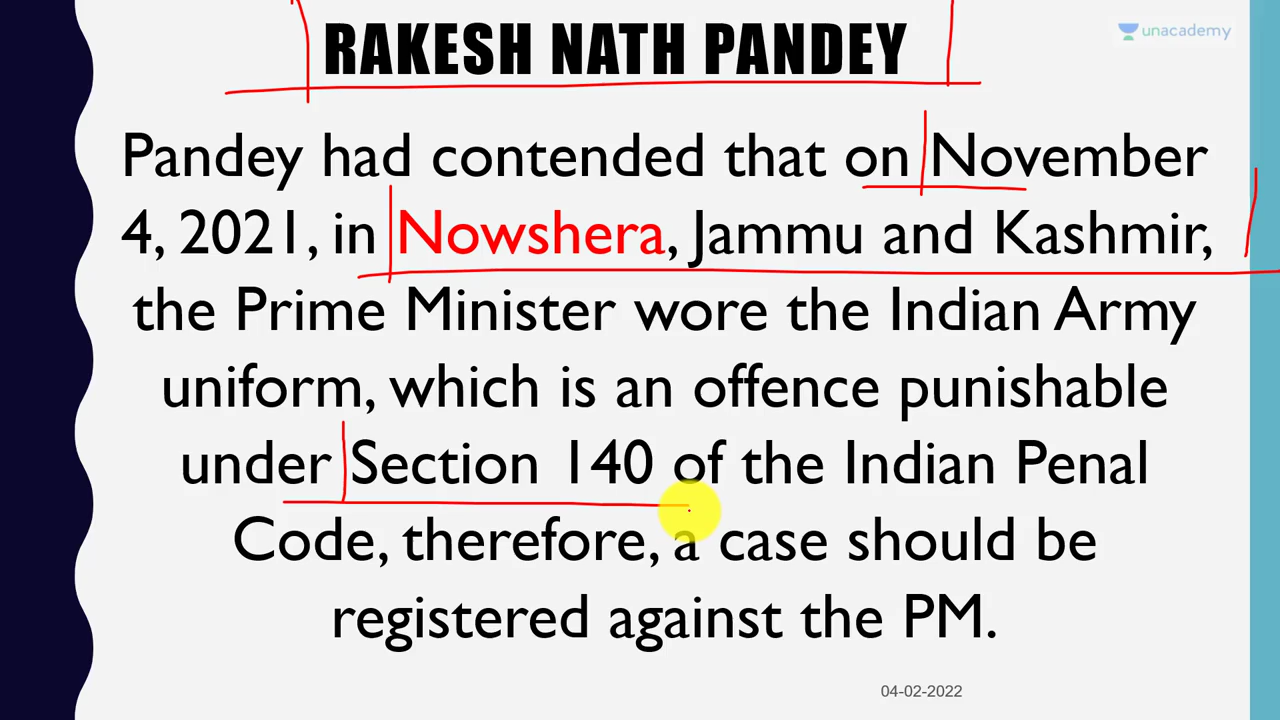 RAKESH NATH PANDEY
unacademy
Pandey had contended that on November
4, 2021, in Nowshera, Jammu and Kashmir,
the Prime Minister wore the Indian Army
uniform, which is an offence punishable
under Section 140 of the Indian Penal
Code, therefore, a case should be
registered against the PM.
04-02-2022